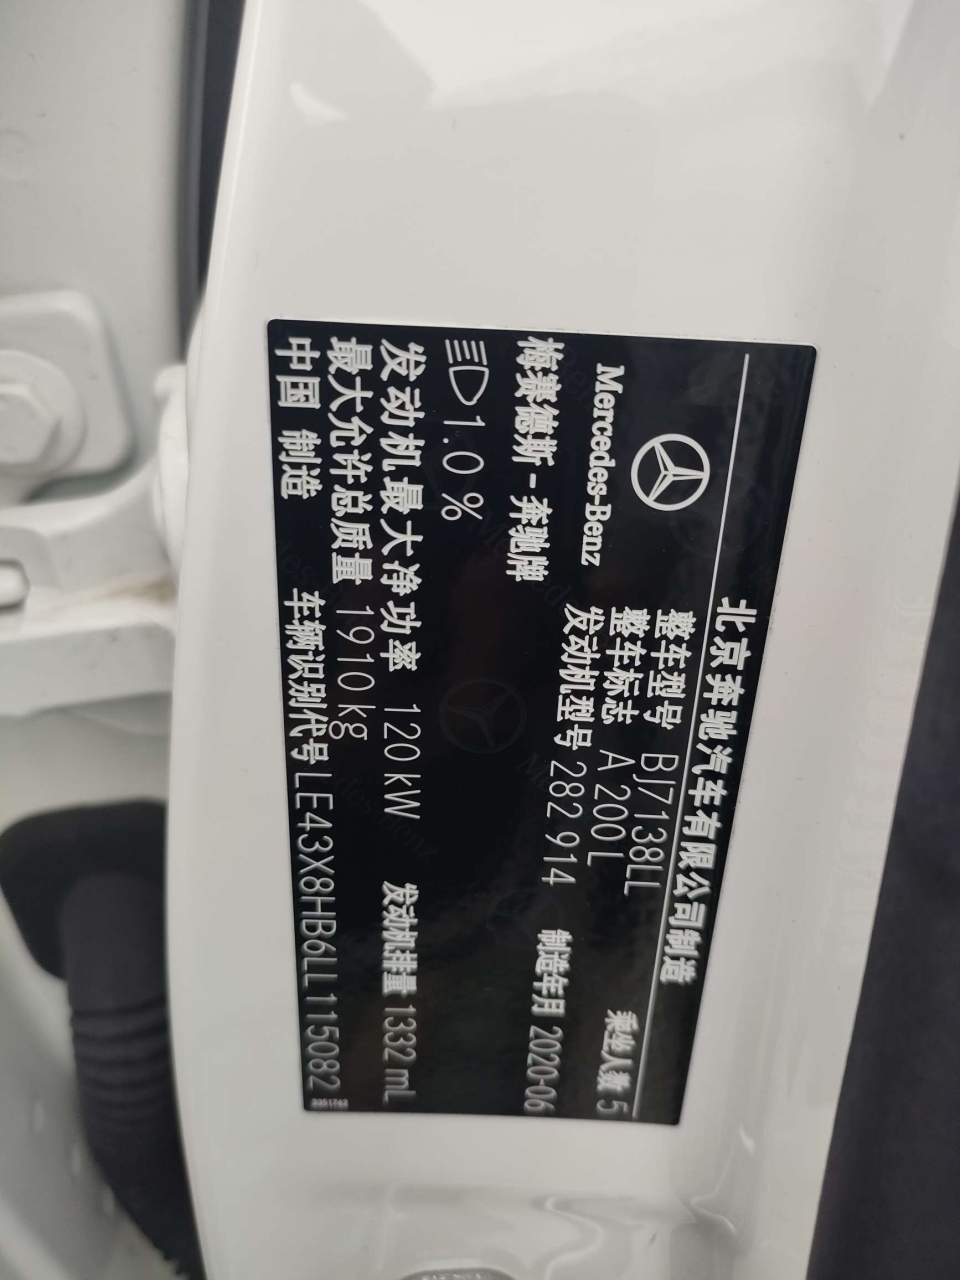 北京奔驰汽车有限公司制造
Mercedes-Benz
整车型号 BJ7138LL
乘坐人数 5
整车标志 A 200 L
梅赛德斯-奔驰牌
发动机型号 282 914
制造年月 2020-06
1.0 %
发动机最大净功率 120 kW
发动机排量 1332 mL
最大允许总质量 1910 kg
中国 制造
车辆识别代号 LE43X8HB6LL115082